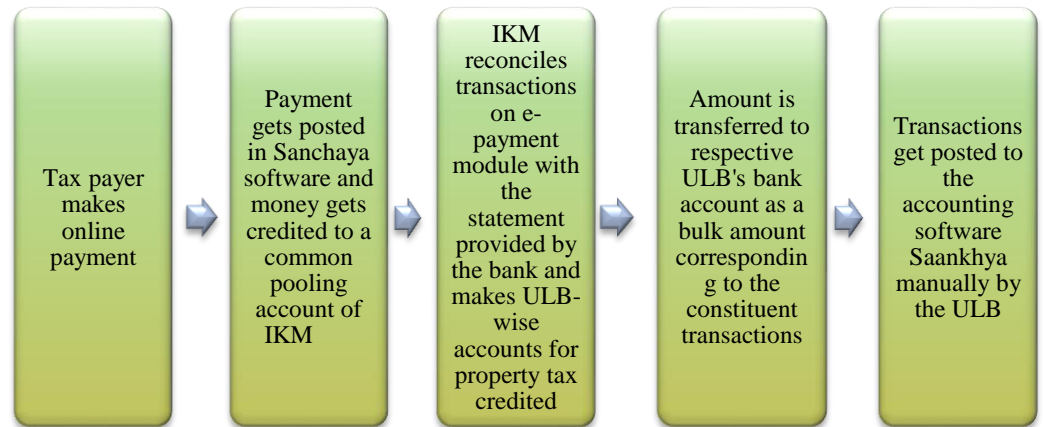 Tax payer
makes
online
payment
Payment
gets posted
in Sanchaya
software and
money gets
credited to a
common
pooling
account of
IKM
IKM
reconciles
transactions
on e-
payment
module with
the
statement
provided by
the bank and
makes ULB-
wise
accounts for
property tax
credited
Amount is
transferred to
respective
ULB's bank
account as a
bulk amount
correspondin
g to the
constituent
transactions
Transactions
get posted to
the
accounting
software
Saankhya
manually by
the ULB